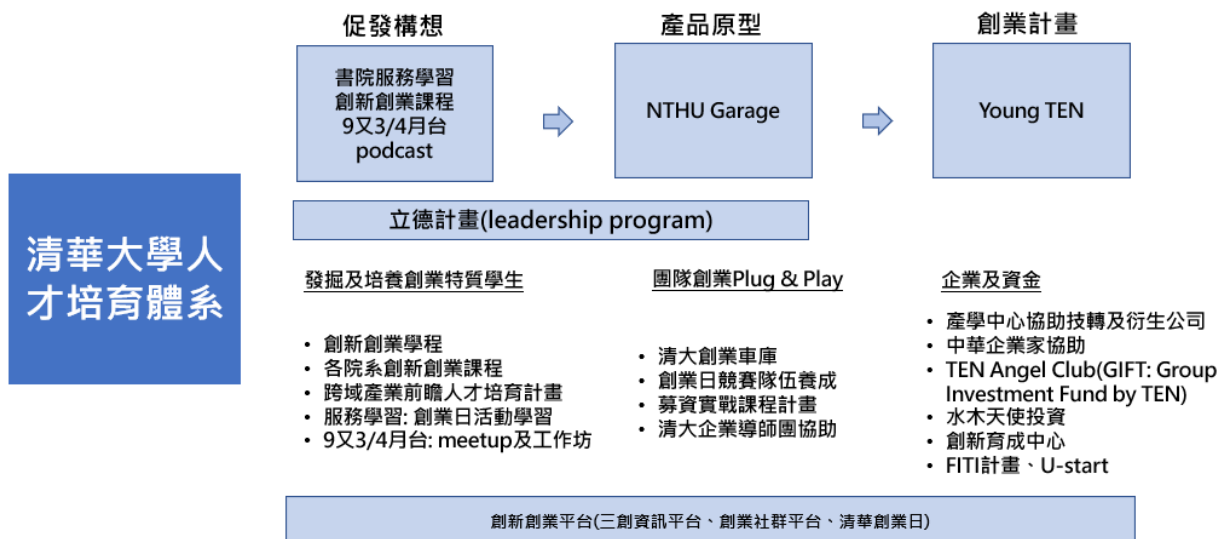 促發構想
產品原型
創業計畫
書院服務學習
創新創業課程
9又3/4月台
podcast
NTHU Garage
Young TEN
立德計畫(leadership program)
清華大學人
才培育體系
發掘及培養創業特質學生
• 創新創業學程
• 各院系創新創業課程
• 跨域產業前瞻人才培育計畫
• 服務學習: 創業日活動學習
• 9又3/4月台: meetup及工作坊
團隊創業Plug & Play
• 清大創業車庫
• 創業日競賽隊伍養成
• 募資實戰課程計畫
• 清大企業導師團協助
企業及資金
• 產學中心協助技轉及衍生公司
• 中華企業家協助
• TEN Angel Club(GIFT: Group
Investment Fund by TEN)
• 水木天使投資
• 創新育成中心
• FITI計畫、U-start
創新創業平台(三創資訊平台、創業社群平台、清華創業日)